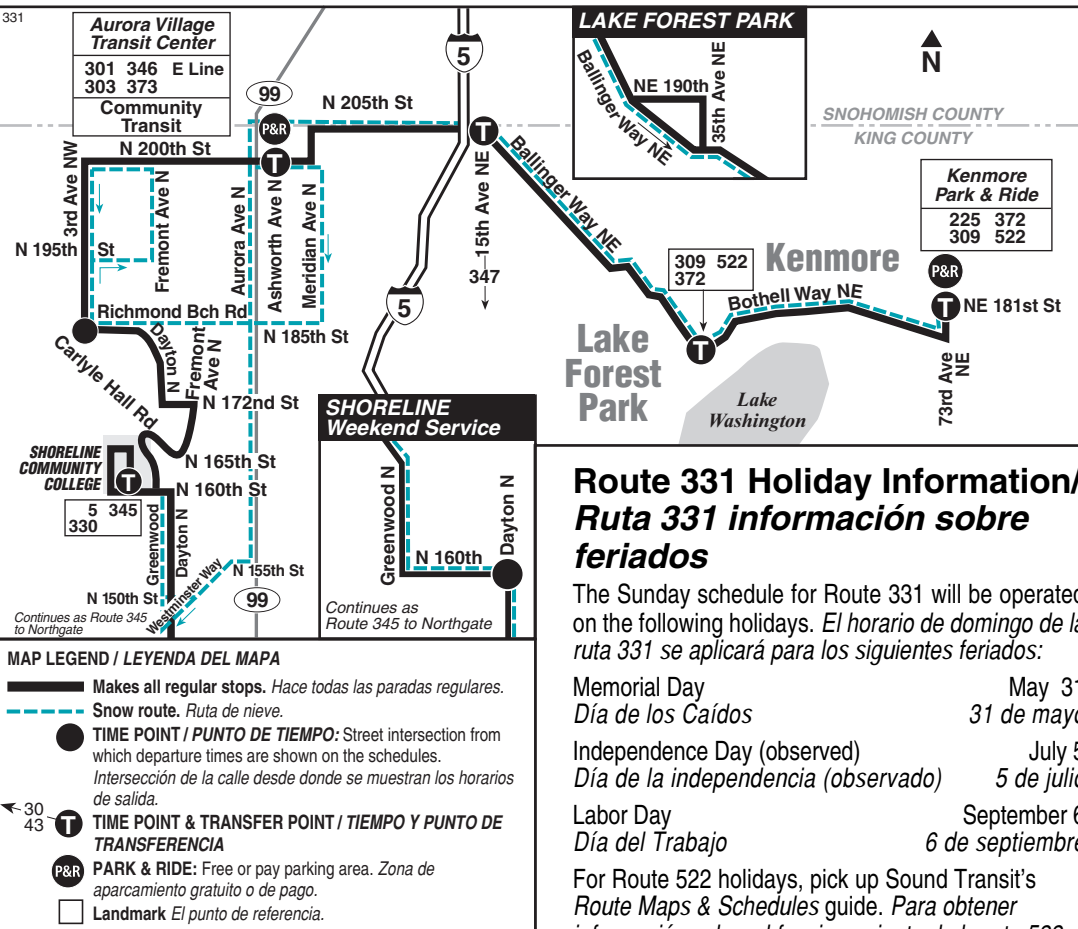 331
Aurora Village
Transit Center
301 346 E Line
303 373
Community
Transit
99
N 205th St
5
P&R
T
N 200th St
T
3rd Ave NW
Fremont Ave N
Aurora Ave N
Ashworth Ave N
Meridian Ave N
15th Ave NE
347
N 195th St
Richmond Bch Rd
N 185th St
5
Carlyle Hall Rd
Dayton N
Fremont
Ave N
N 172nd St
N 165th St
SHORELINE
COMMUNITY
COLLEGE
T
N 160th St
5 345
330
Greenwood
Dayton N
Westminster Way
N 155th St
N 150th St
99
Continues as Route 345
to Northgate
LAKE FOREST PARK
Ballinger Way NE
NE 190th
35th Ave NE
N
SNOHOMISH COUNTY
KING COUNTY
Ballinger Way NE
Kenmore
Park & Ride
225 372
309 522
P&R
T
NE 181st St
309 522
372
Kenmore
Bothell Way NE
T
73rd Ave
NE
Lake
Forest
Park
Lake
Washington
SHORELINE
Weekend Service
Greenwood N
N 160th
Dayton N
Continues as
Route 345 to Northgate
MAP LEGEND / LEYENDA DEL MAPA
Makes all regular stops. Hace todas las paradas regulares.
Snow route. Ruta de nieve.
TIME POINT / PUNTO DE TIEMPO: Street intersection from
which departure times are shown on the schedules.
Intersección de la calle desde donde se muestran los horarios
de salida.
30
43
T
TIME POINT & TRANSFER POINT / TIEMPO Y PUNTO DE
TRANSFERENCIA
P&R
PARK & RIDE: Free or pay parking area. Zona de
aparcamiento gratuito o de pago.
Landmark El punto de referencia.
Route 331 Holiday Information/
Ruta 331 información sobre
feriados
The Sunday schedule for Route 331 will be operated
on the following holidays. El horario de domingo de la
ruta 331 se aplicará para los siguientes feriados:
Memorial Day May 31
Día de los Caídos 31 de mayo
Independence Day (observed) July 5
Día de la independencia (observado) 5 de julio
Labor Day September 6
Día del Trabajo 6 de septiembre
For Route 522 holidays, pick up Sound Transit's
Route Maps & Schedules guide. Para obtener